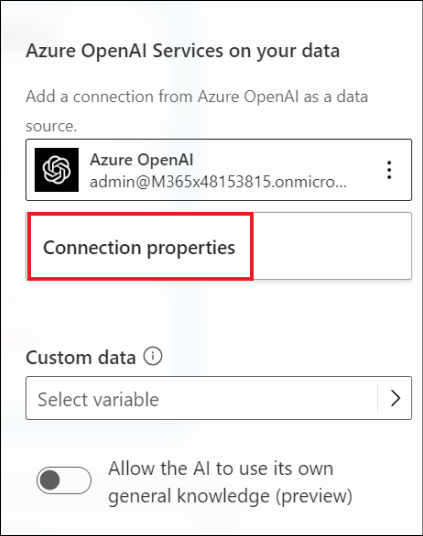 Azure OpenAI Services on your data
Add a connection from Azure OpenAI as a data
source.
Azure OpenAI
admin@M365x48153815.onmicro...
Connection properties
Custom data
Select variable
Allow the AI to use its own
general knowledge (preview)